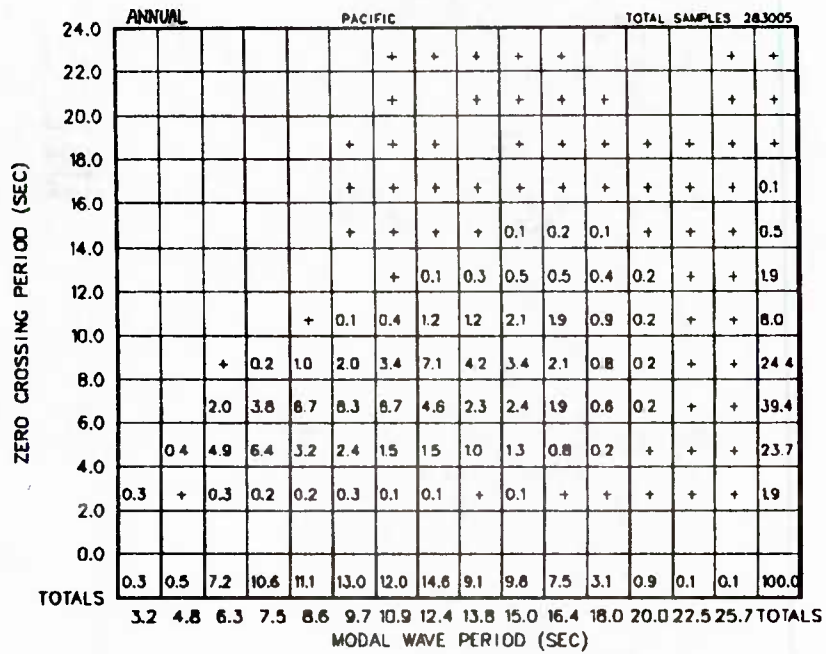 ANNUAL PACIFIC TOTAL SAMPLES 283005
24.0
+ + + + + + +
22.0
+ + + + + + +
20.0
+ + + + + + + + + +
18.0
+ + + + + + + + + + 0.1
16.0
+ + + + 0.1 0.2 0.1 + + + 0.5
14.0
+ 0.1 0.3 0.5 0.5 0.4 0.2 + + 1.9
12.0
+ 0.1 0.4 1.2 1.2 2.1 1.9 0.9 0.2 + + 8.0
10.0
+ 0.2 1.0 2.0 3.4 7.1 4.2 3.4 2.1 0.8 0.2 + + 24.4
8.0
2.0 3.8 6.7 8.3 6.7 4.6 2.3 2.4 1.9 0.6 0.2 + + 39.4
6.0
0.4 4.9 6.4 3.2 2.4 1.5 1.5 1.0 1.3 0.8 0.2 + + + 23.7
4.0
0.3 + 0.3 0.2 0.2 0.3 0.1 0.1 + 0.1 + + + + + 1.9
2.0
0.0
0.3 0.5 7.2 10.6 11.1 13.0 12.0 14.6 9.1 9.8 7.5 3.1 0.9 0.1 0.1 100.0
TOTALS
3.2 4.8 6.3 7.5 8.6 9.7 10.9 12.4 13.8 15.0 16.4 18.0 20.0 22.5 25.7 TOTALS
MODAL WAVE PERIOD (SEC)
ZERO CROSSING PERIOD (SEC)